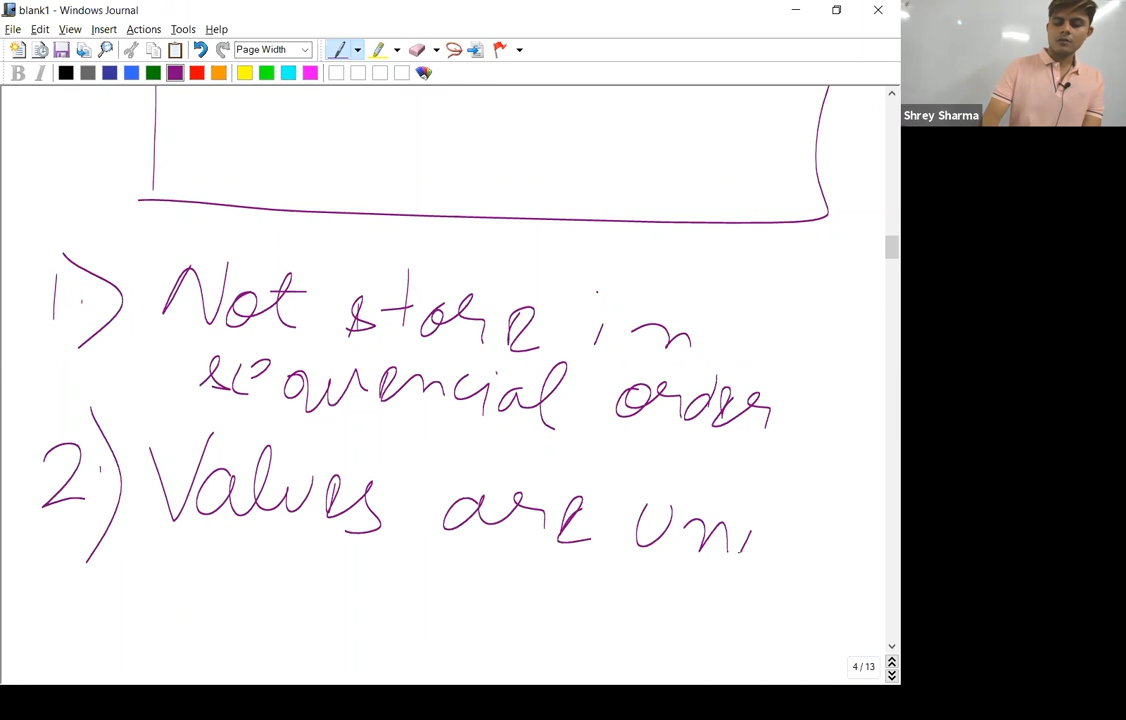 blank1 - Windows Journal
File Edit View Insert Actions Tools Help
Page Width
B I
Shrey Sharma
1.) Not store in
sequencial order
2) Values are uni
4 / 13